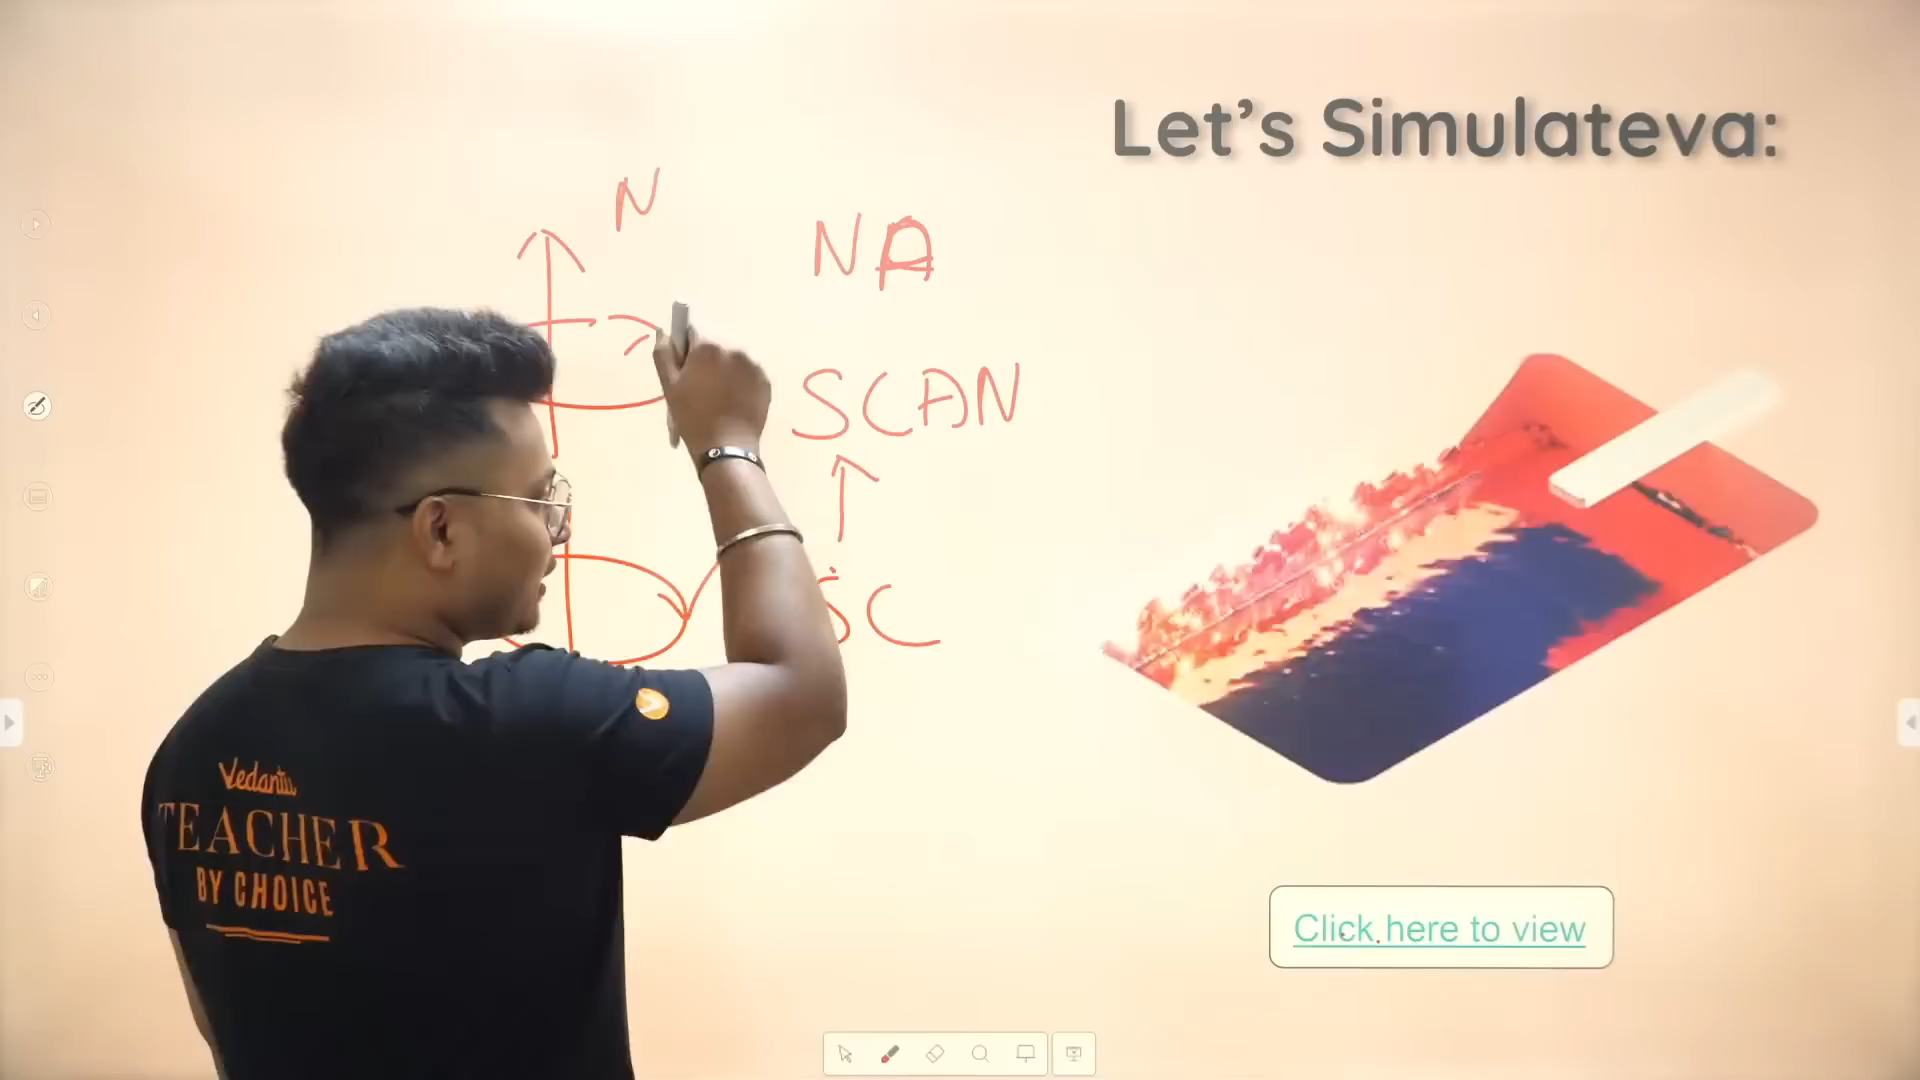 Let's Simulateva:
N
NA
SCAN
SC
Vedantu
TEACHER
BY CHOICE
Click here to view